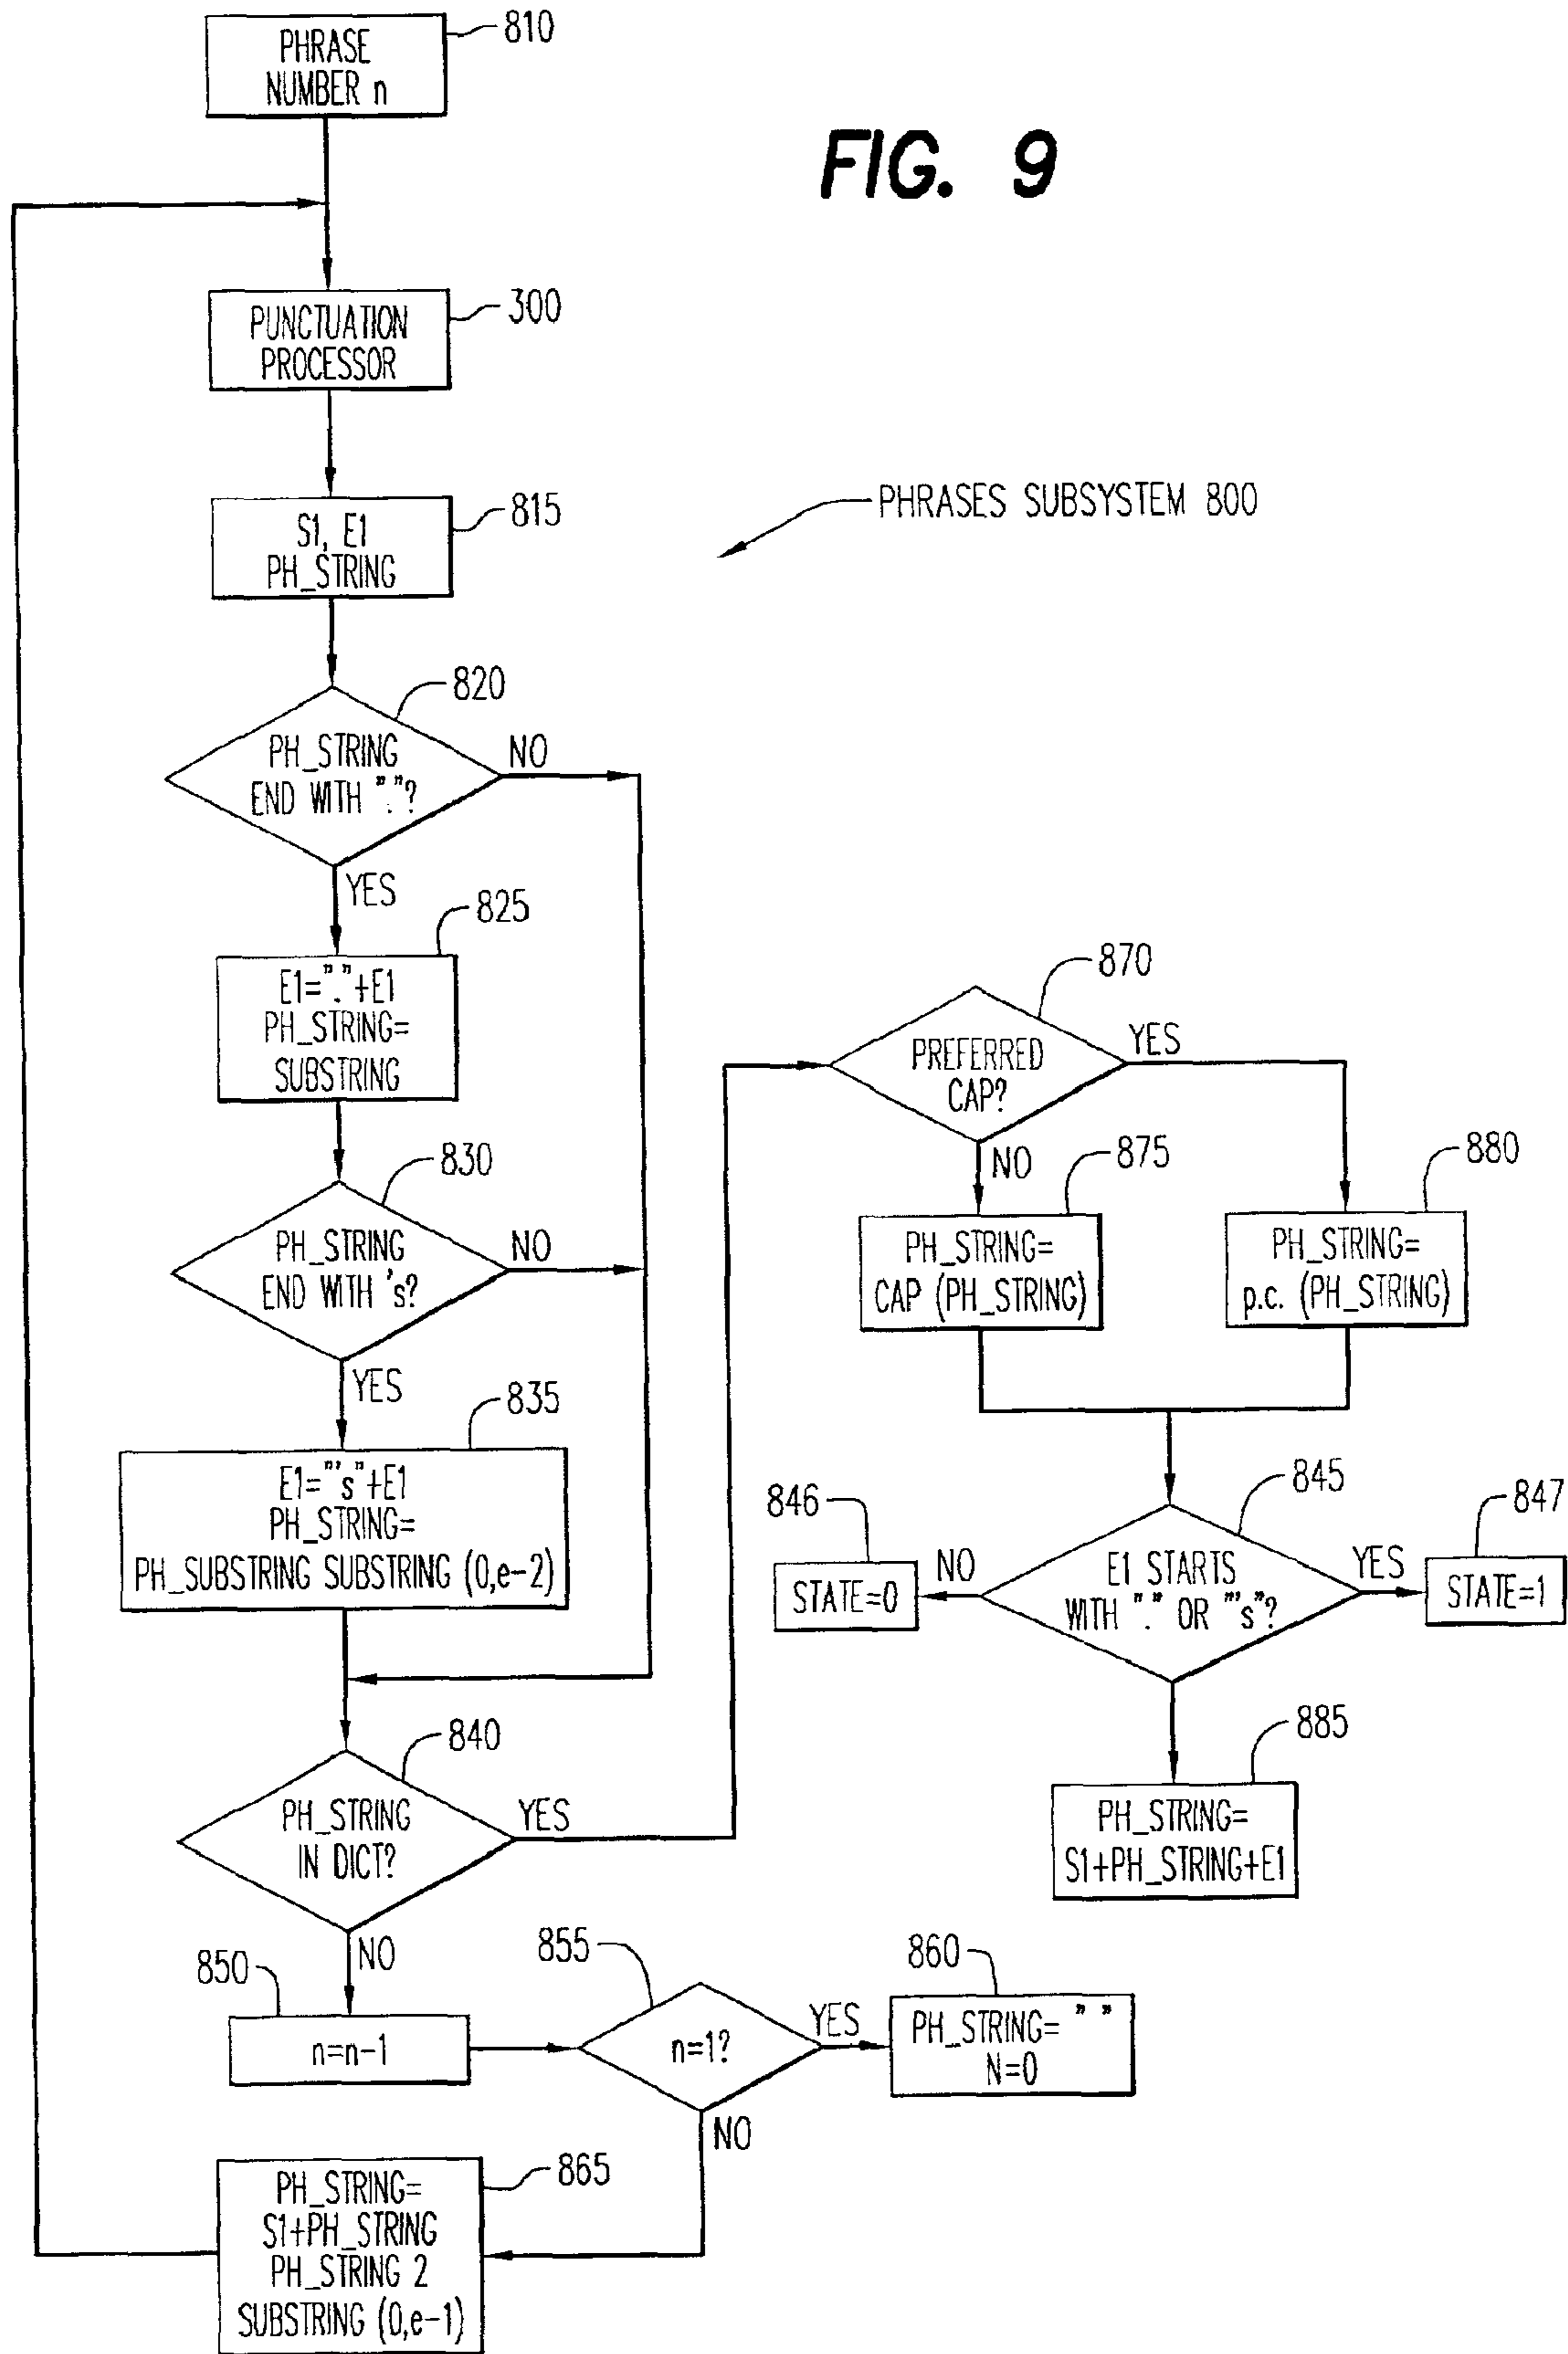 810
PHRASE
NUMBER n
FIG. 9
300
PUNCTUATION
PROCESSOR
815
S1, E1
PH_STRING
PHRASES SUBSYSTEM 800
820
PH_STRING
END WITH "."?
NO
YES
825
E1="."+E1
PH_STRING=
SUBSTRING
830
PH_STRING
END WITH 's?
NO
YES
835
E1="'s"+E1
PH_STRING=
PH_SUBSTRING SUBSTRING (0,e-2)
840
PH_STRING
IN DICT?
YES
NO
850
n=n-1
855
n=1?
YES
NO
860
PH_STRING= " "
N=0
865
PH_STRING=
S1+PH_STRING
PH_STRING 2
SUBSTRING (0,e-1)
870
PREFERRED
CAP?
YES
NO
875
PH_STRING=
CAP (PH_STRING)
880
PH_STRING=
p.c. (PH_STRING)
845
E1 STARTS
WITH "." OR "'s"?
NO
YES
846
STATE=0
847
STATE=1
885
PH_STRING=
S1+PH_STRING+E1